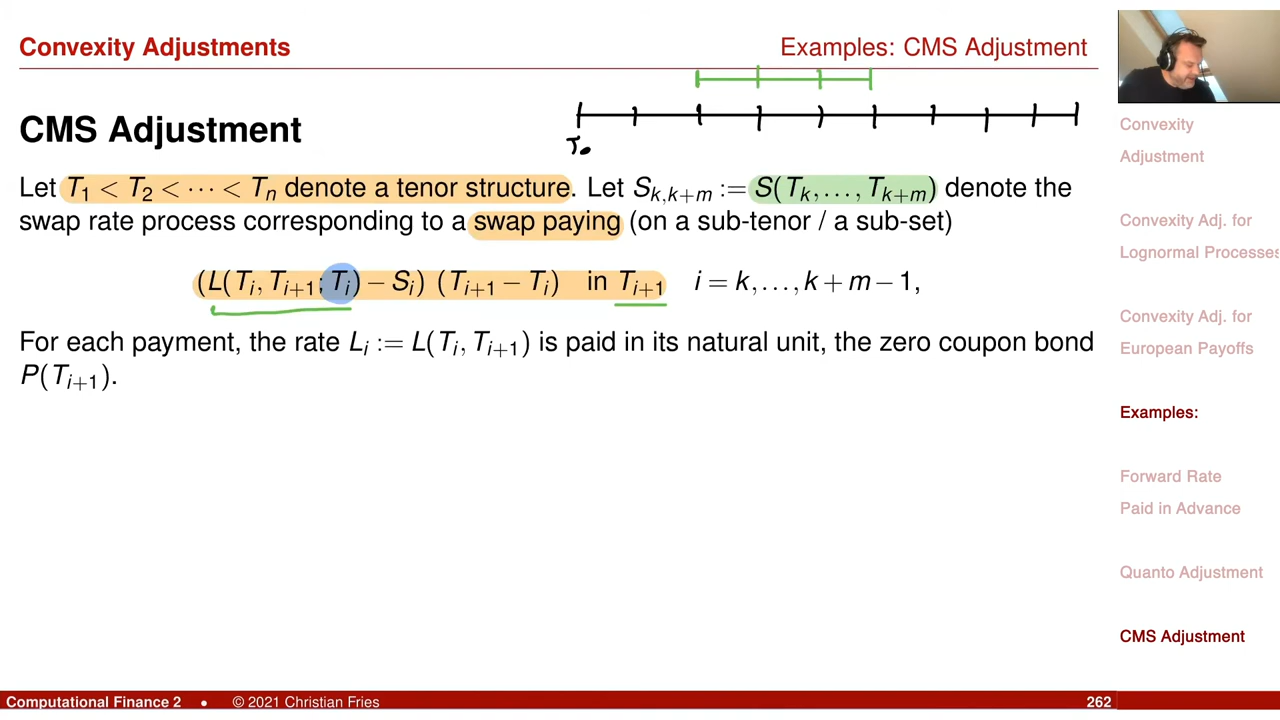 Convexity Adjustments
Examples: CMS Adjustment
CMS Adjustment
T₀
Let T₁ < T₂ < ⋯ < Tₙ denote a tenor structure. Let Sₖ,ₖ₊ₘ := S(Tₖ, …, Tₖ₊ₘ) denote the
swap rate process corresponding to a swap paying (on a sub-tenor / a sub-set)
(L(Tᵢ, Tᵢ₊₁; Tᵢ) − Sᵢ) (Tᵢ₊₁ − Tᵢ) in Tᵢ₊₁ i = k, …, k + m − 1,
For each payment, the rate Lᵢ := L(Tᵢ, Tᵢ₊₁) is paid in its natural unit, the zero coupon bond
P(Tᵢ₊₁).
Convexity
Adjustment
Convexity Adj. for
Lognormal Processes
Convexity Adj. for
European Payoffs
Examples:
Forward Rate
Paid in Advance
Quanto Adjustment
CMS Adjustment
Computational Finance 2 • © 2021 Christian Fries
262